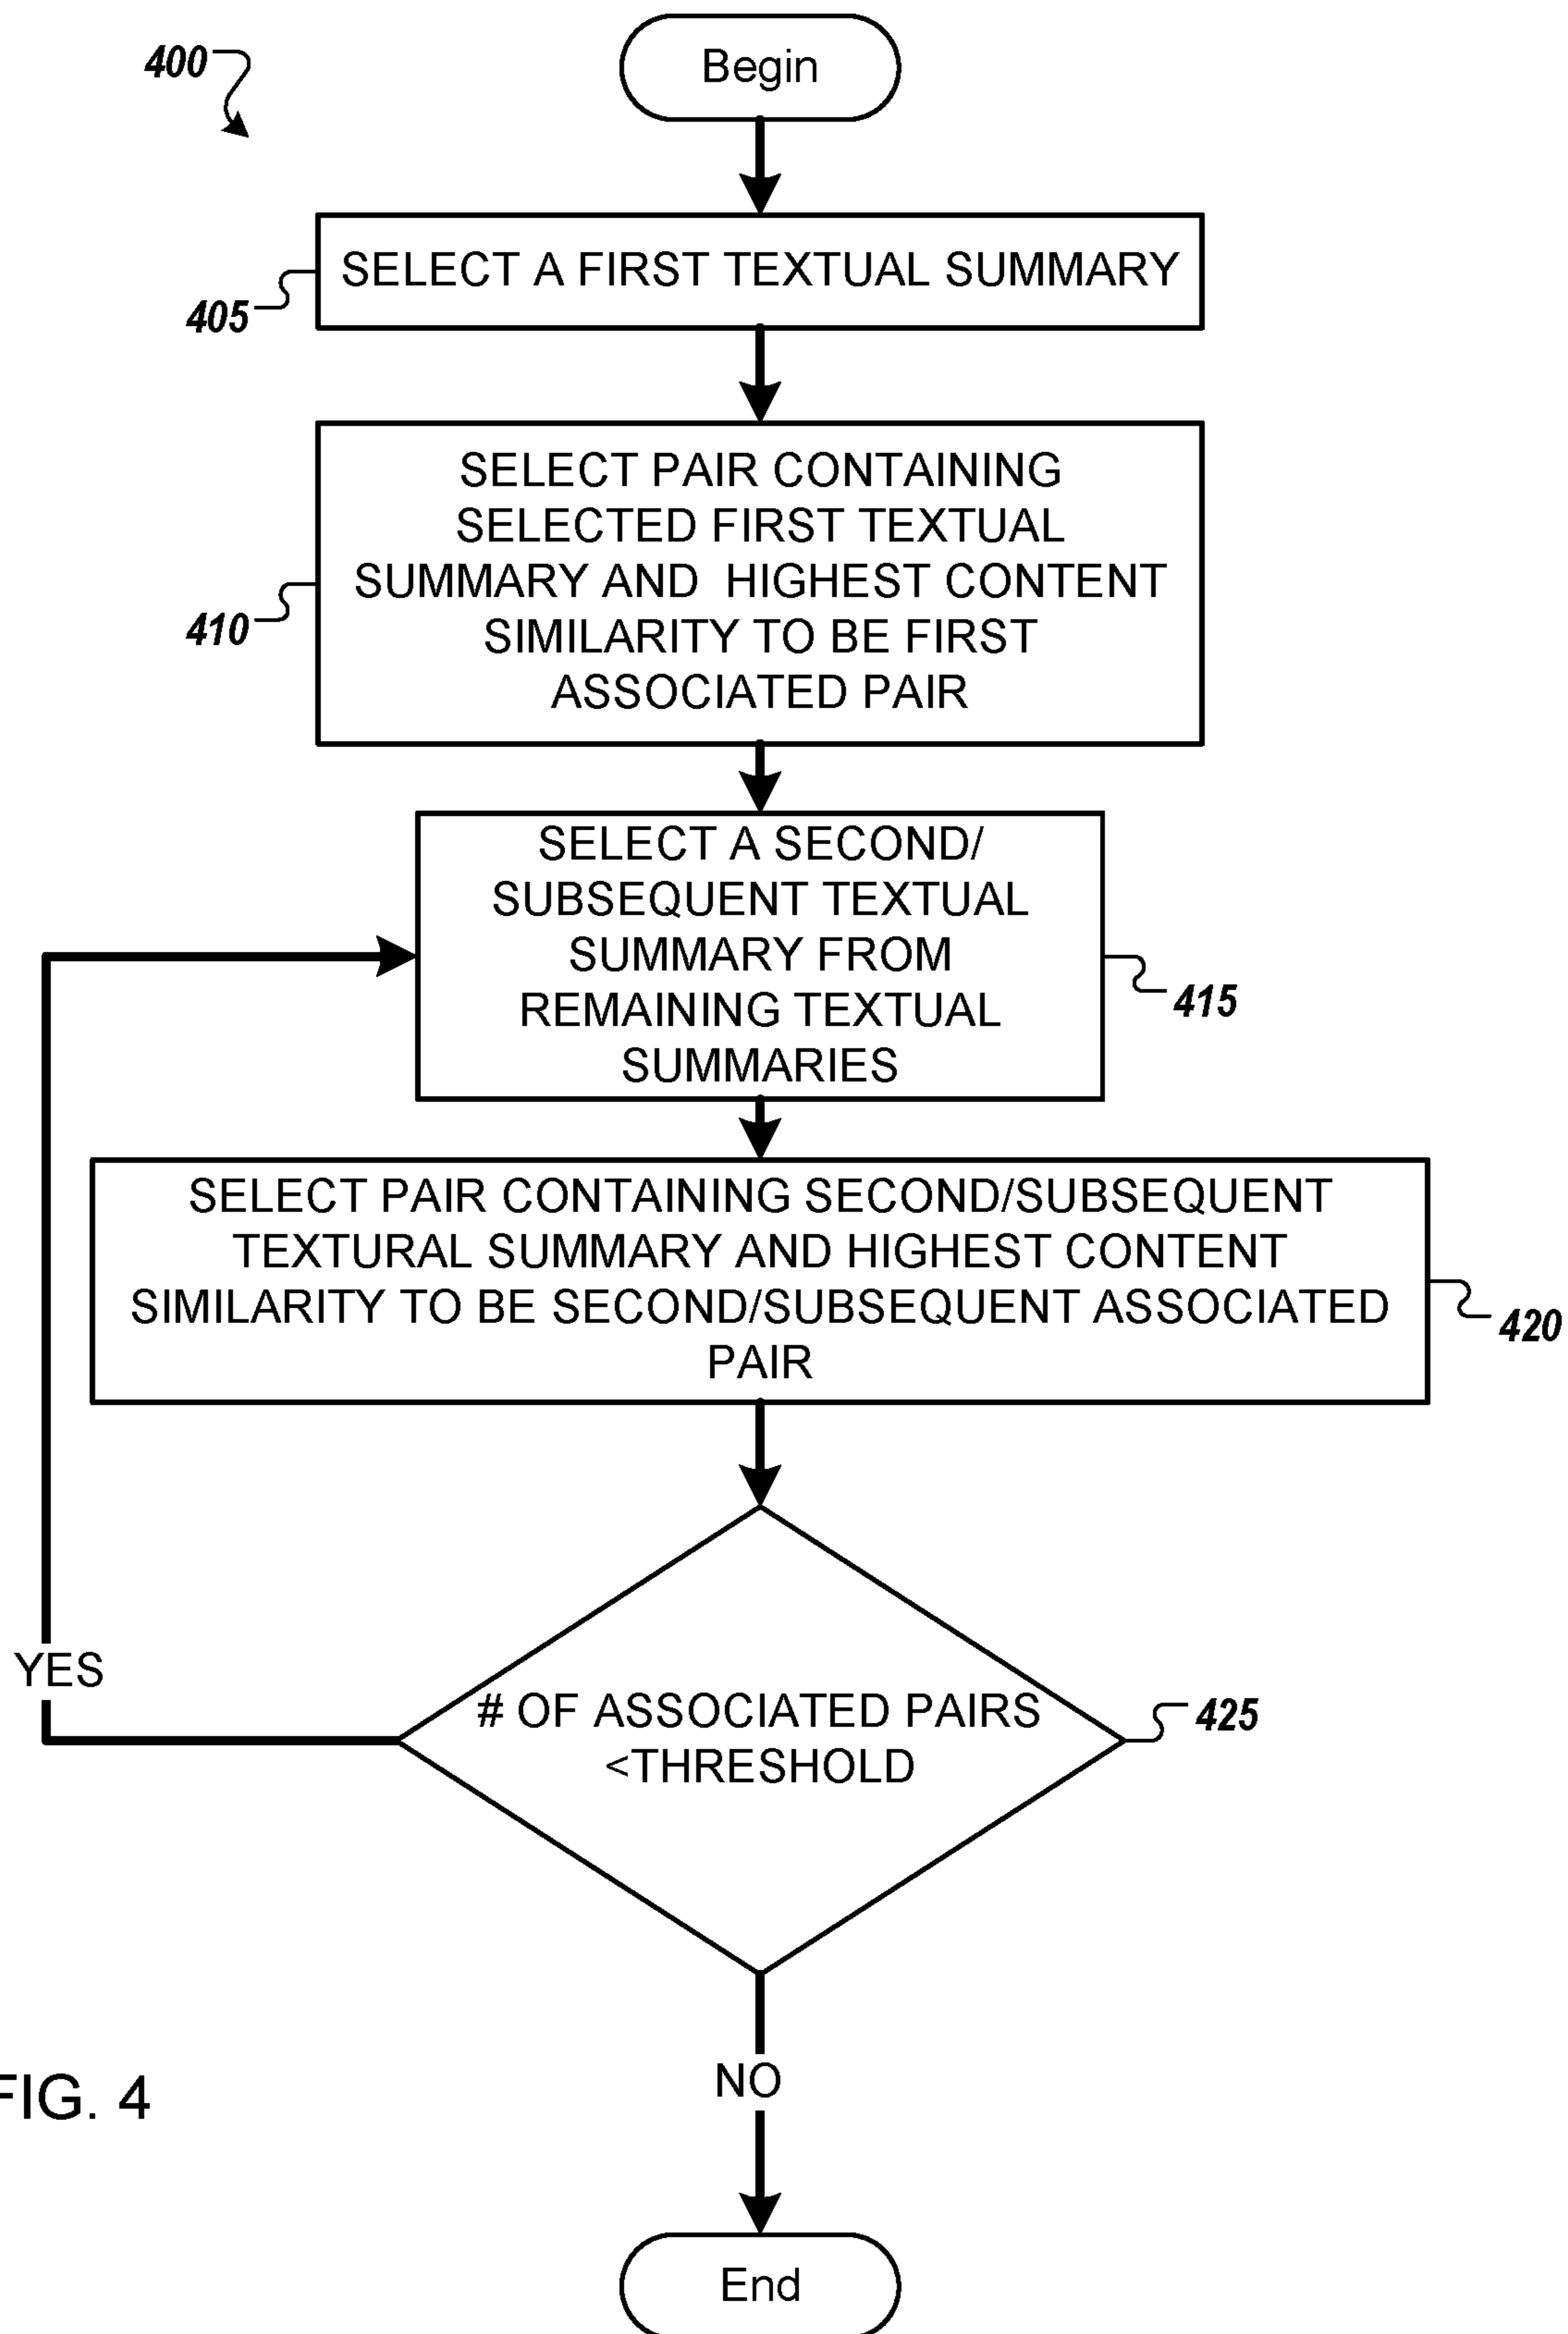 400
Begin
SELECT A FIRST TEXTUAL SUMMARY
405
SELECT PAIR CONTAINING
SELECTED FIRST TEXTUAL
SUMMARY AND HIGHEST CONTENT
SIMILARITY TO BE FIRST
ASSOCIATED PAIR
410
SELECT A SECOND/
SUBSEQUENT TEXTUAL
SUMMARY FROM
REMAINING TEXTUAL
SUMMARIES
415
SELECT PAIR CONTAINING SECOND/SUBSEQUENT
TEXTURAL SUMMARY AND HIGHEST CONTENT
SIMILARITY TO BE SECOND/SUBSEQUENT ASSOCIATED
PAIR
420
YES
# OF ASSOCIATED PAIRS
<THRESHOLD
425
NO
FIG. 4
End